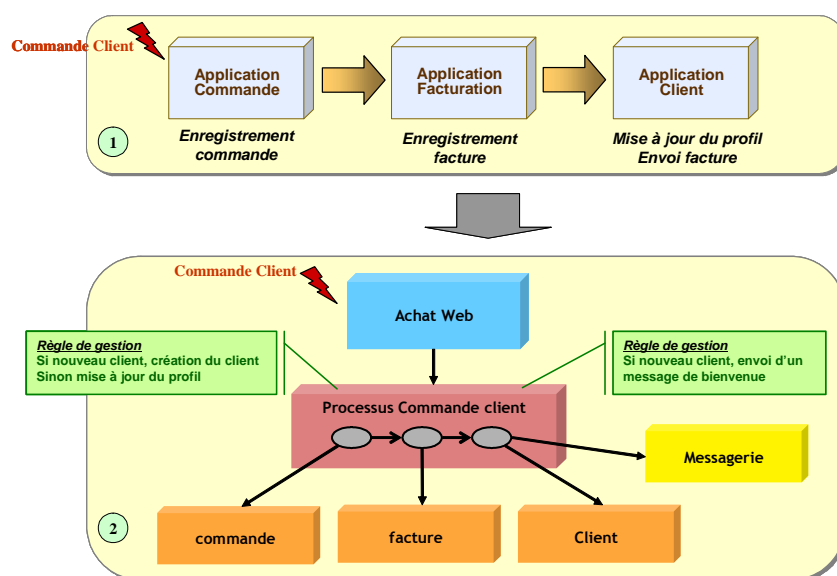 Commande Client
Application
Commande
Application
Facturation
Application
Client
Enregistrement
commande
Enregistrement
facture
Mise à jour du profil
Envoi facture
1
Commande Client
Achat Web
Règle de gestion
Si nouveau client, création du client
Sinon mise à jour du profil
Règle de gestion
Si nouveau client, envoi d'un
message de bienvenue
Processus Commande client
Messagerie
commande
facture
Client
2